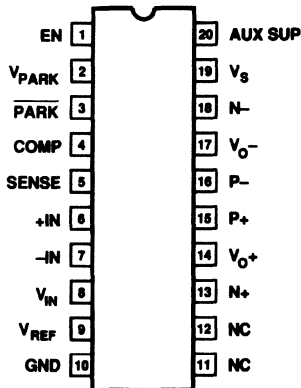 EN 1 20 AUX SUP
VPARK 2 19 VS
PARK 3 18 N–
COMP 4 17 VO–
SENSE 5 16 P–
+IN 6 15 P+
–IN 7 14 VO+
VIN 8 13 N+
VREF 9 12 NC
GND 10 11 NC